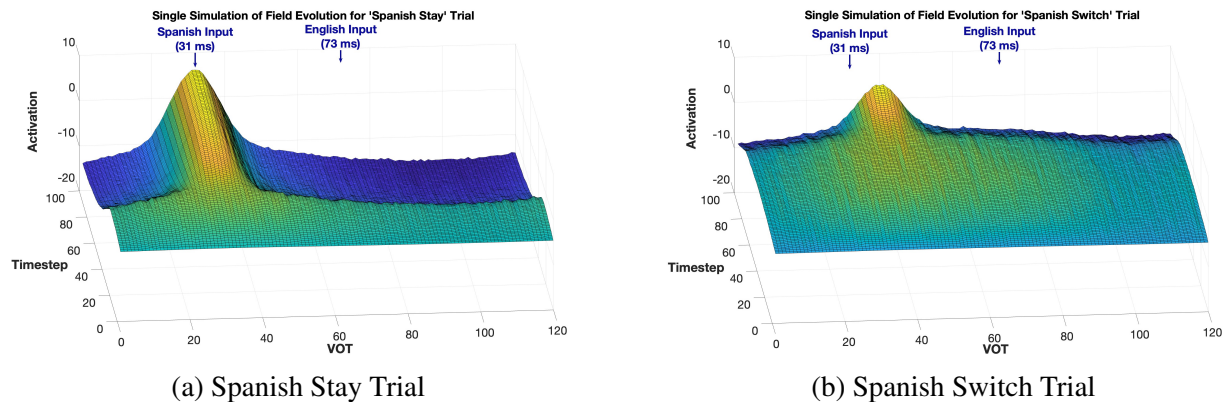 Single Simulation of Field Evolution for 'Spanish Stay' Trial
Spanish Input
(31 ms)
English Input
(73 ms)
10
0
-10
-20
Activation
100
80
60
40
20
0
Timestep
0
20
40
60
80
100
120
VOT
(a) Spanish Stay Trial
Single Simulation of Field Evolution for 'Spanish Switch' Trial
Spanish Input
(31 ms)
English Input
(73 ms)
10
0
-10
-20
Activation
100
80
60
40
20
0
Timestep
0
20
40
60
80
100
120
VOT
(b) Spanish Switch Trial